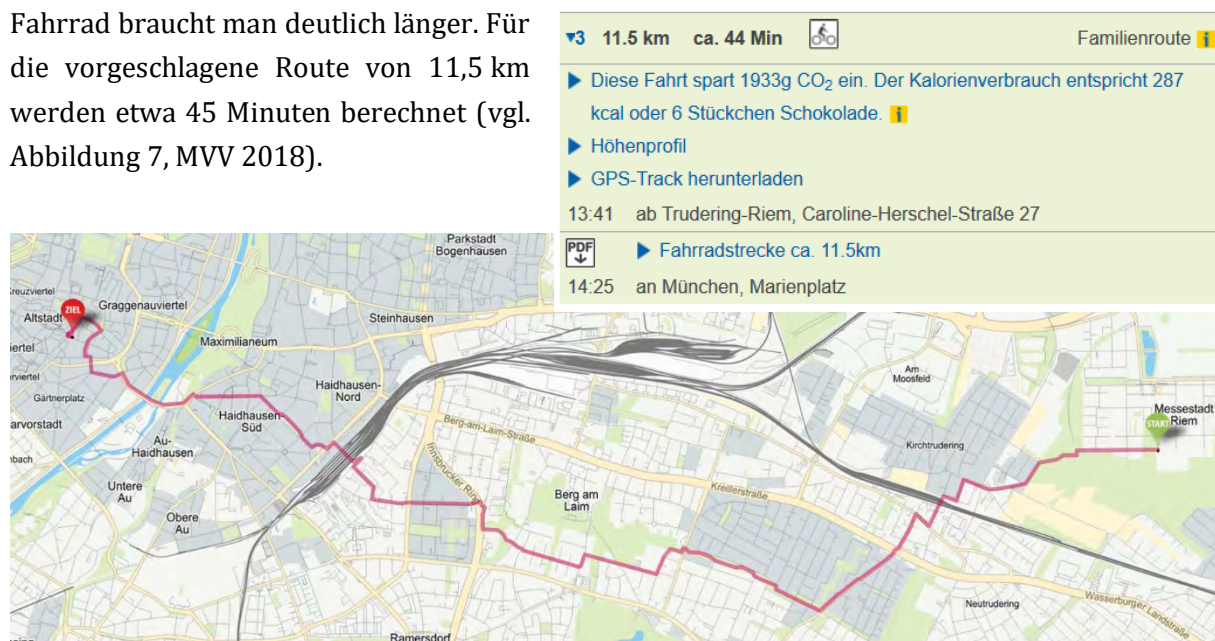 Fahrrad braucht man deutlich länger. Für
die vorgeschlagene Route von 11,5 km
werden etwa 45 Minuten berechnet (vgl.
Abbildung 7, MVV 2018).
▼3 11.5 km ca. 44 Min Familienroute i
▶ Diese Fahrt spart 1933g CO₂ ein. Der Kalorienverbrauch entspricht 287
kcal oder 6 Stückchen Schokolade. i
▶ Höhenprofil
▶ GPS-Track herunterladen
13:41 ab Trudering-Riem, Caroline-Herschel-Straße 27
PDF ▶ Fahrradstrecke ca. 11.5km
14:25 an München, Marienplatz
Parkstadt
Bogenhausen
Kreuzviertel
Graggenauviertel
ZIEL
Altstadt
Steinhausen
Maximilianeum
Am
Moosfeld
Haidhausen-
Nord
Gärtnerplatz
Messestadt
Riem
START
Haidhausen-
Süd
Berg-am-Laim-Straße
Au-
Haidhausen
Kirchtrudering
Innsbrucker Ring
Untere
Au
Kreillerstraße
Berg am
Laim
Obere
Au
Wasserburger Landstraße
Neutrudering
Ramersdorf